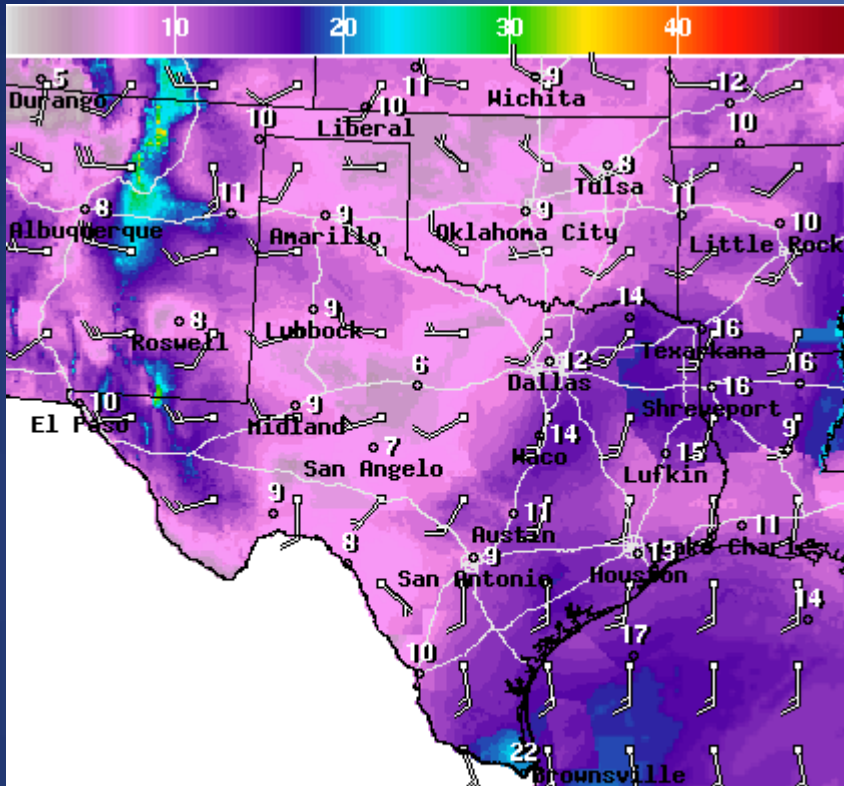 10 20 30 40
5 11 9 12
Durango Wichita
10 Liberal 10 10
8 Tulsa
8 11 9 9 11 10
Albuquerque Amarillo Oklahoma City Little Rock
8 9 14 16
Roswell Lubbock Texarkana
6 12 16 16
Dallas Shreveport
10 9 14 9
El Paso Midland Waco
7 15
San Angelo Lufkin
9 11 11
Austin Lake Charles
8 9 13
San Antonio Houston
14
10 17
22
Brownsville